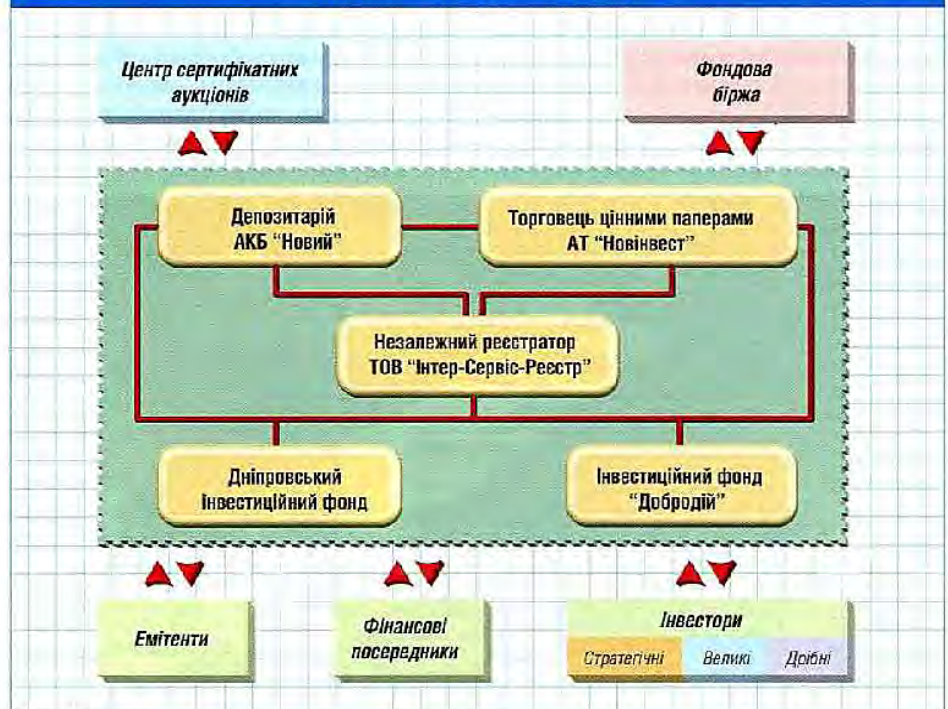 Центр сертифікатних
аукціонів
Фондова
біржа
Депозитарій
АКБ “Новий”
Торговець цінними паперами
АТ “Новінвест”
Незалежний реєстратор
ТОВ “Інтер-Сервіс-Реєстр”
Дніпровський
інвестиційний фонд
Інвестиційний фонд
“Добродій”
Емітенти
Фінансові
посередники
Інвестори
Стратегічні Великі Дрібні